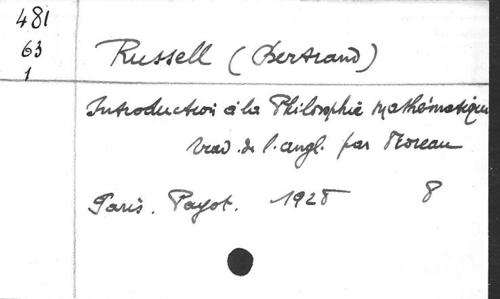 481
63
1
Russell (Bertrand)
Introduction à la Philosophie mathématique
trad. de l'angl. par Moreau
Paris. Payot. 1928 8